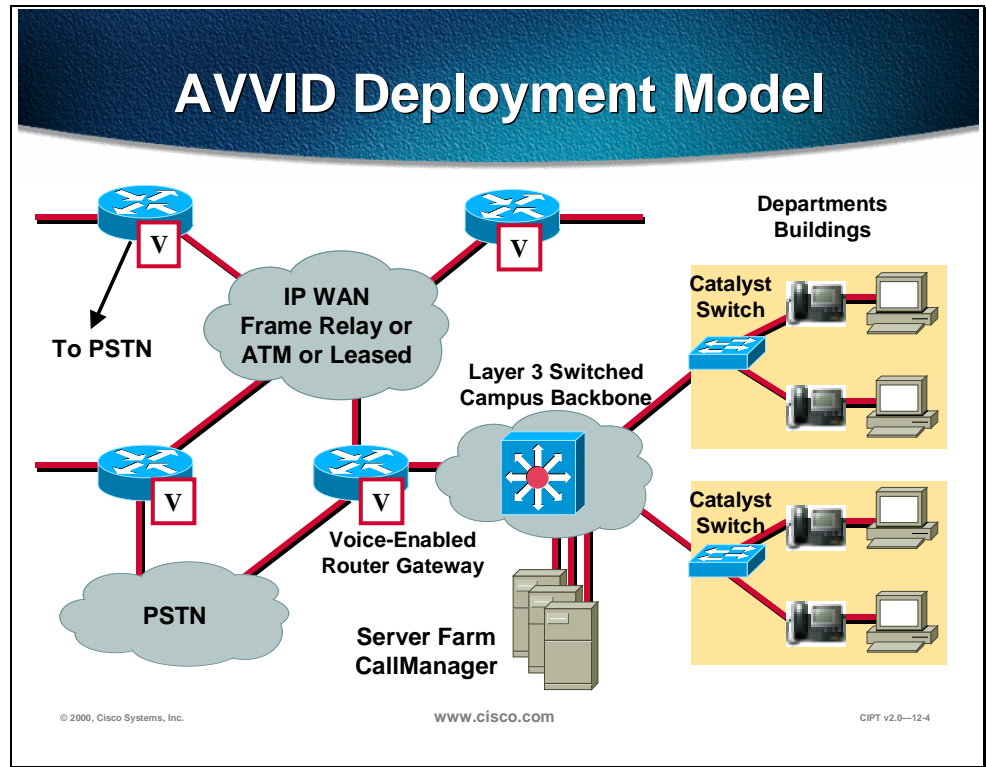 AVVID Deployment Model
V
V
Departments
Buildings
To PSTN
IP WAN
Frame Relay or
ATM or Leased
Catalyst
Switch
Layer 3 Switched
Campus Backbone
V
V
Voice-Enabled
Router Gateway
Catalyst
Switch
PSTN
Server Farm
CallManager
© 2000, Cisco Systems, Inc.
www.cisco.com
CIPT v2.0—12-4